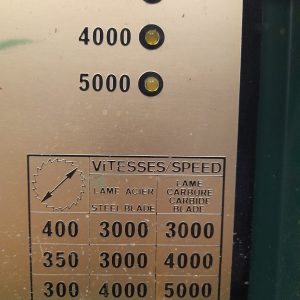 4000
5000
ViTESSES/SPEED
LAME ACIER
STEEL BLADE
LAME
CARBURE
CARBIDE
BLADE
400 3000 3000
350 3000 4000
300 4000 5000